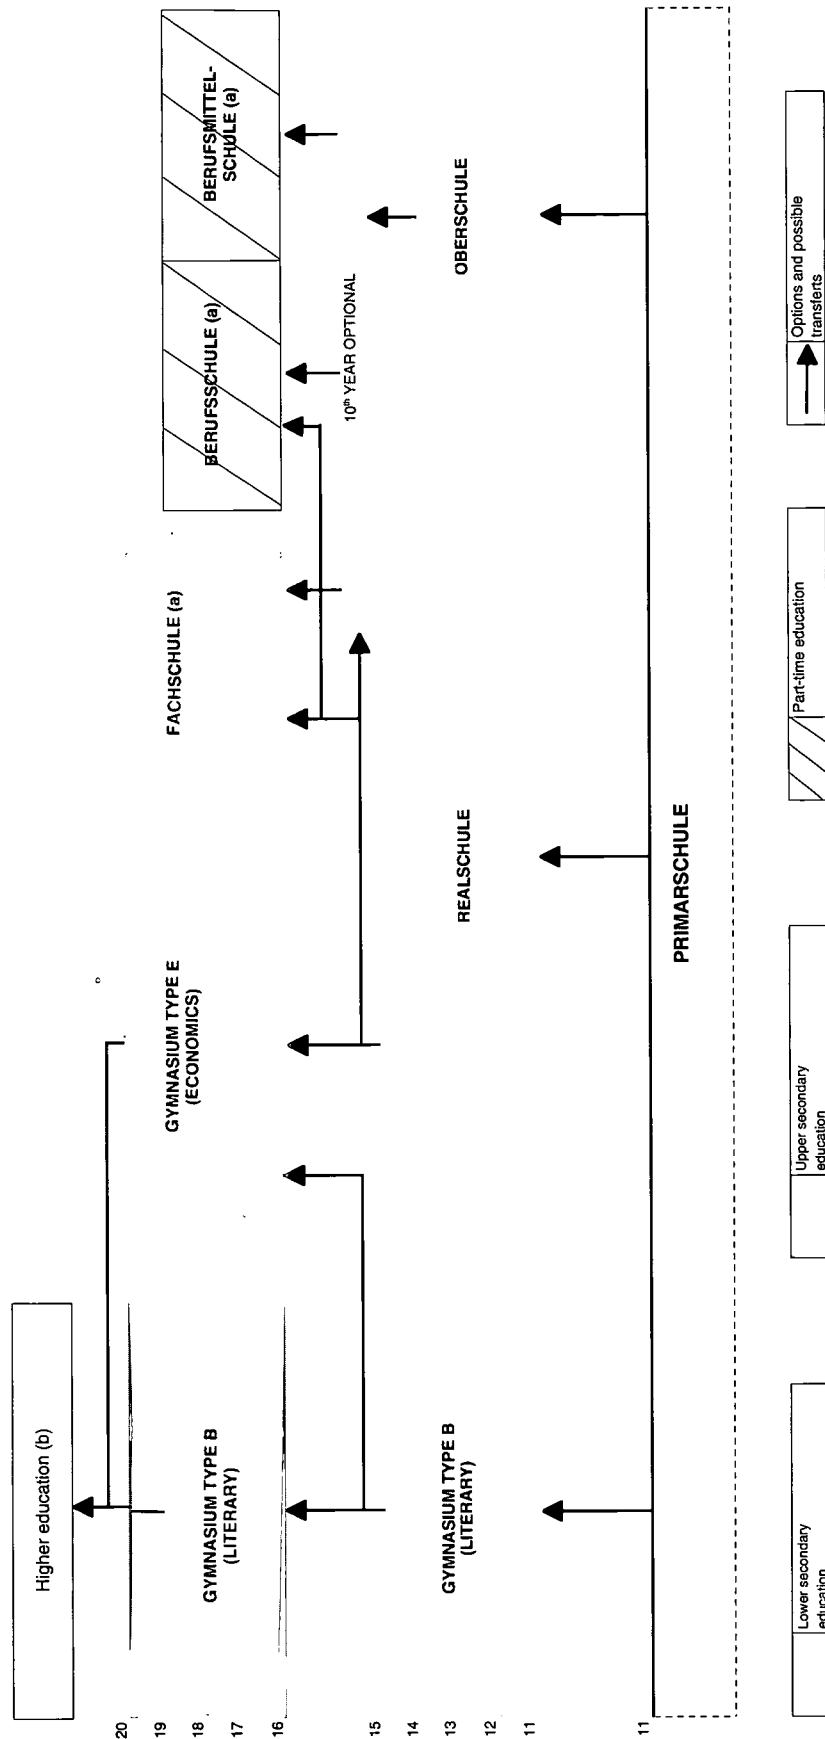 Higher education (b)
20
19
18
17
16
15
14
13
12
11
11
GYMNASIUM TYPE B
(LITERARY)
GYMNASIUM TYPE E
(ECONOMICS)
FACHSCHULE (a)
BERUFSSCHULE (a)
BERUFSMITTEL-
SCHULE (a)
10th YEAR OPTIONAL
GYMNASIUM TYPE B
(LITERARY)
REALSCHULE
OBERSCHULE
PRIMARSCHULE
Lower secondary
education
Upper secondary
education
Part-time education
Options and possible
transferts